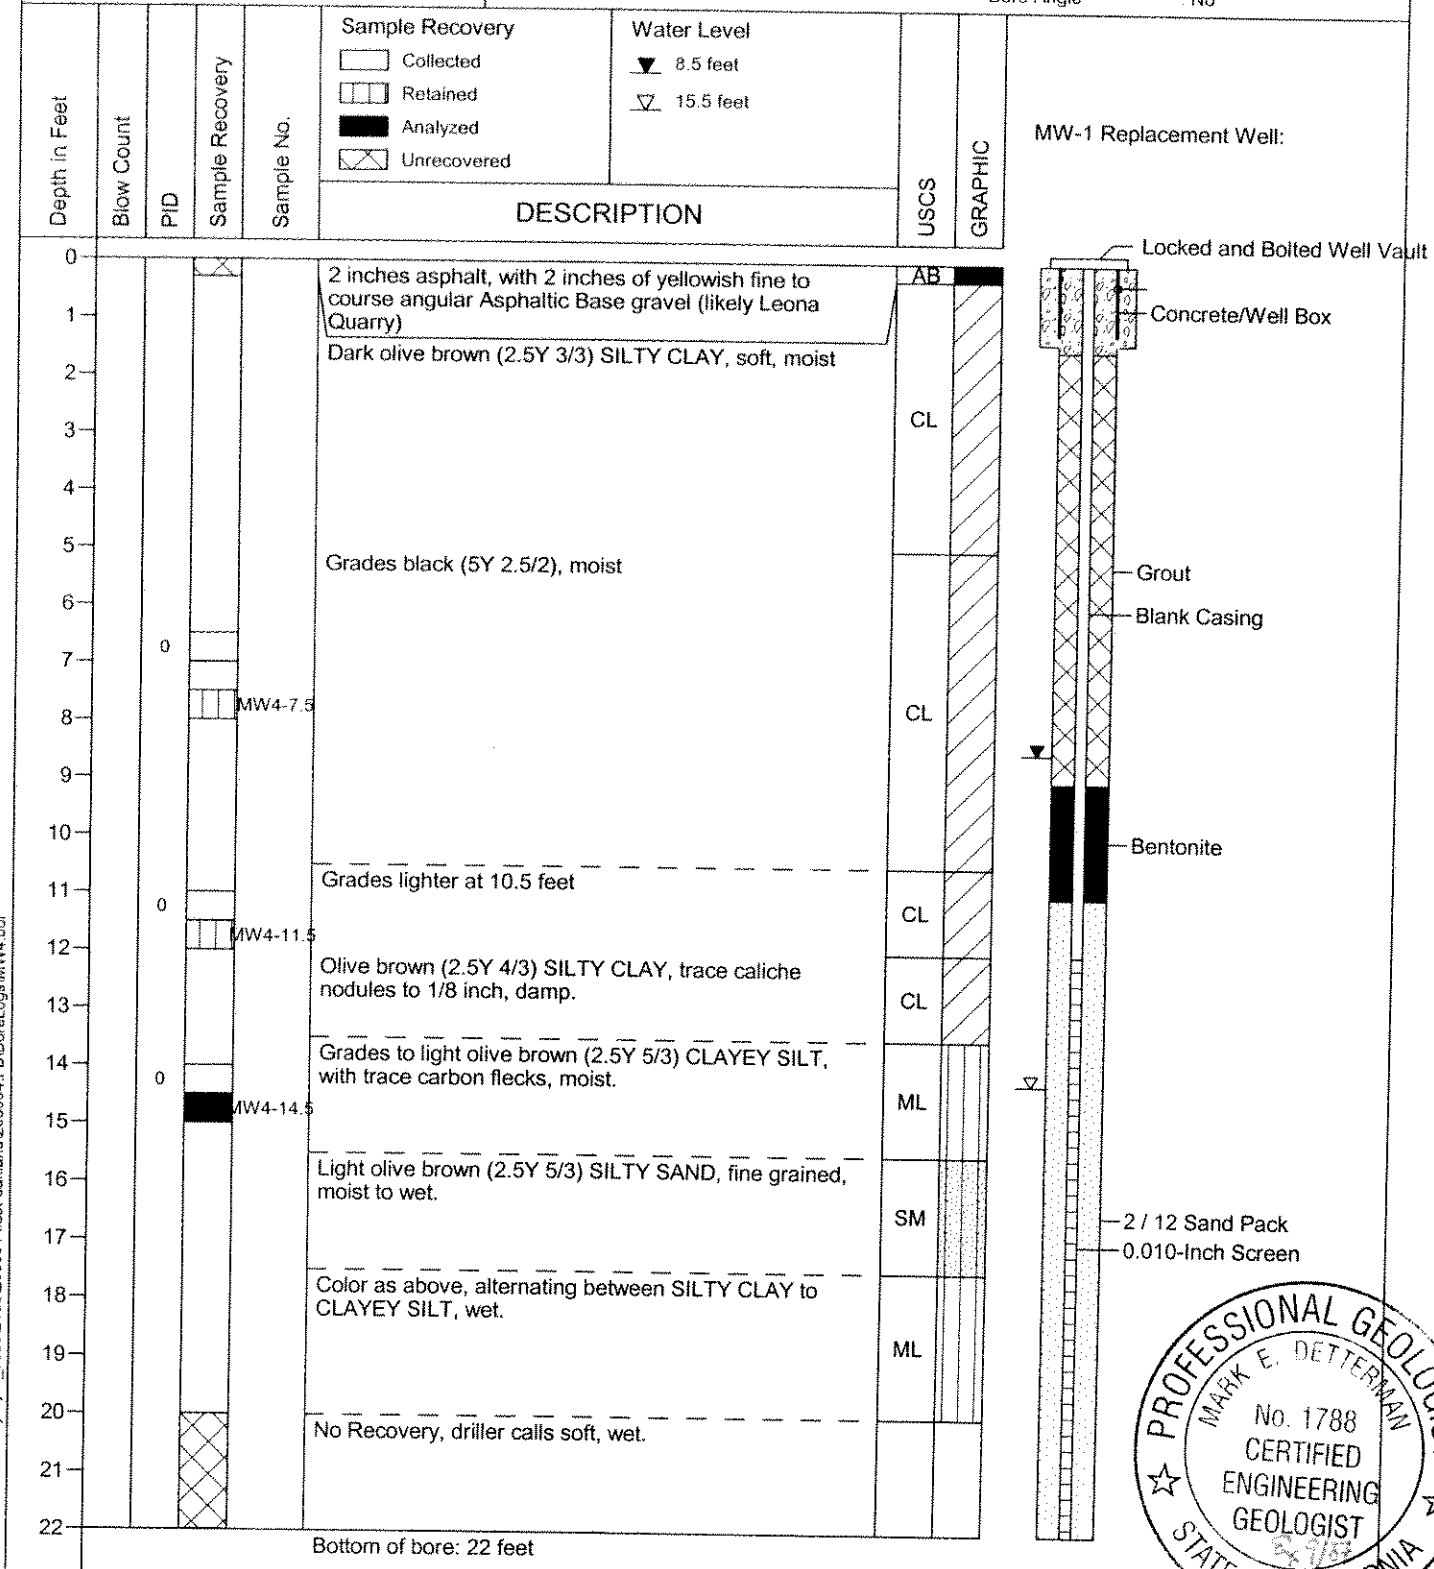 Bore Angle : No
Sample Recovery
Collected
Retained
Analyzed
Unrecovered
Water Level
8.5 feet
15.5 feet
Depth in Feet
Blow Count
PID
Sample Recovery
Sample No.
DESCRIPTION
USCS
GRAPHIC
MW-1 Replacement Well:
0
1
2
3
4
5
6
7
8
9
10
11
12
13
14
15
16
17
18
19
20
21
22
0
0
0
MW4-7.5
MW4-11.5
MW4-14.5
2 inches asphalt, with 2 inches of yellowish fine to
course angular Asphaltic Base gravel (likely Leona
Quarry)
Dark olive brown (2.5Y 3/3) SILTY CLAY, soft, moist
Grades black (5Y 2.5/2), moist
Grades lighter at 10.5 feet
Olive brown (2.5Y 4/3) SILTY CLAY, trace caliche
nodules to 1/8 inch, damp.
Grades to light olive brown (2.5Y 5/3) CLAYEY SILT,
with trace carbon flecks, moist.
Light olive brown (2.5Y 5/3) SILTY SAND, fine grained,
moist to wet.
Color as above, alternating between SILTY CLAY to
CLAYEY SILT, wet.
No Recovery, driller calls soft, wet.
Bottom of bore: 22 feet
AB
CL
CL
CL
CL
ML
SM
ML
Locked and Bolted Well Vault
Concrete/Well Box
Grout
Blank Casing
Bentonite
2 / 12 Sand Pack
0.010-Inch Screen
PROFESSIONAL GEOLOGIST
MARK E. DETTERMAN
No. 1788
CERTIFIED
ENGINEERING
GEOLOGIST
STATE